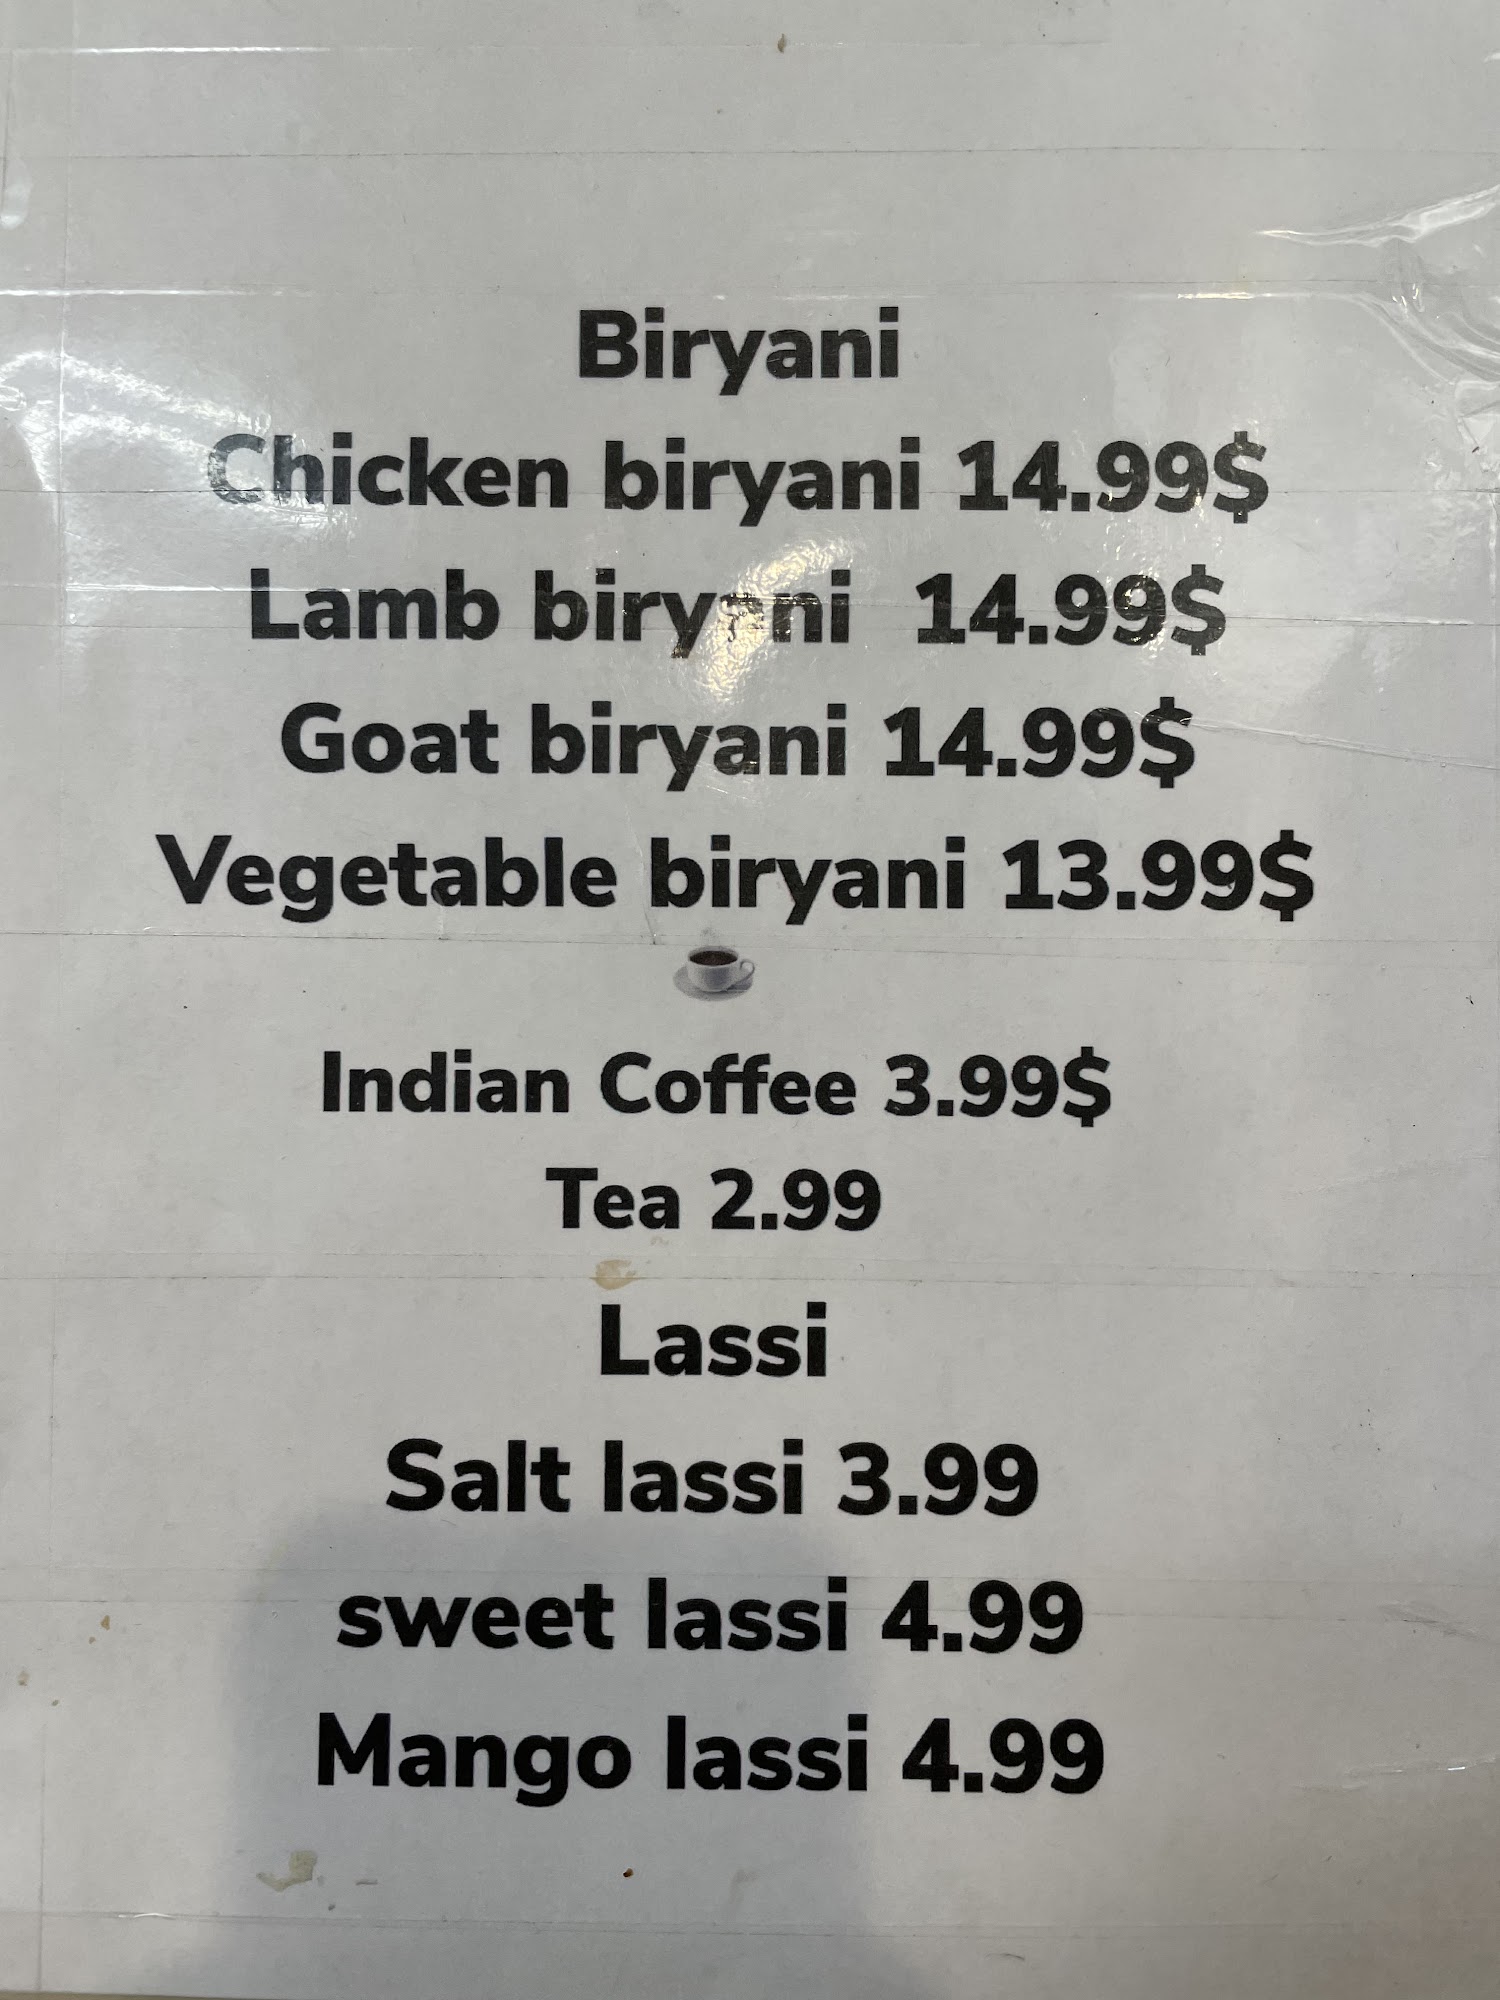 Biryani
Chicken biryani 14.99$
Lamb biryani 14.99$
Goat biryani 14.99$
Vegetable biryani 13.99$
Indian Coffee 3.99$
Tea 2.99
Lassi
Salt lassi 3.99
sweet lassi 4.99
Mango lassi 4.99